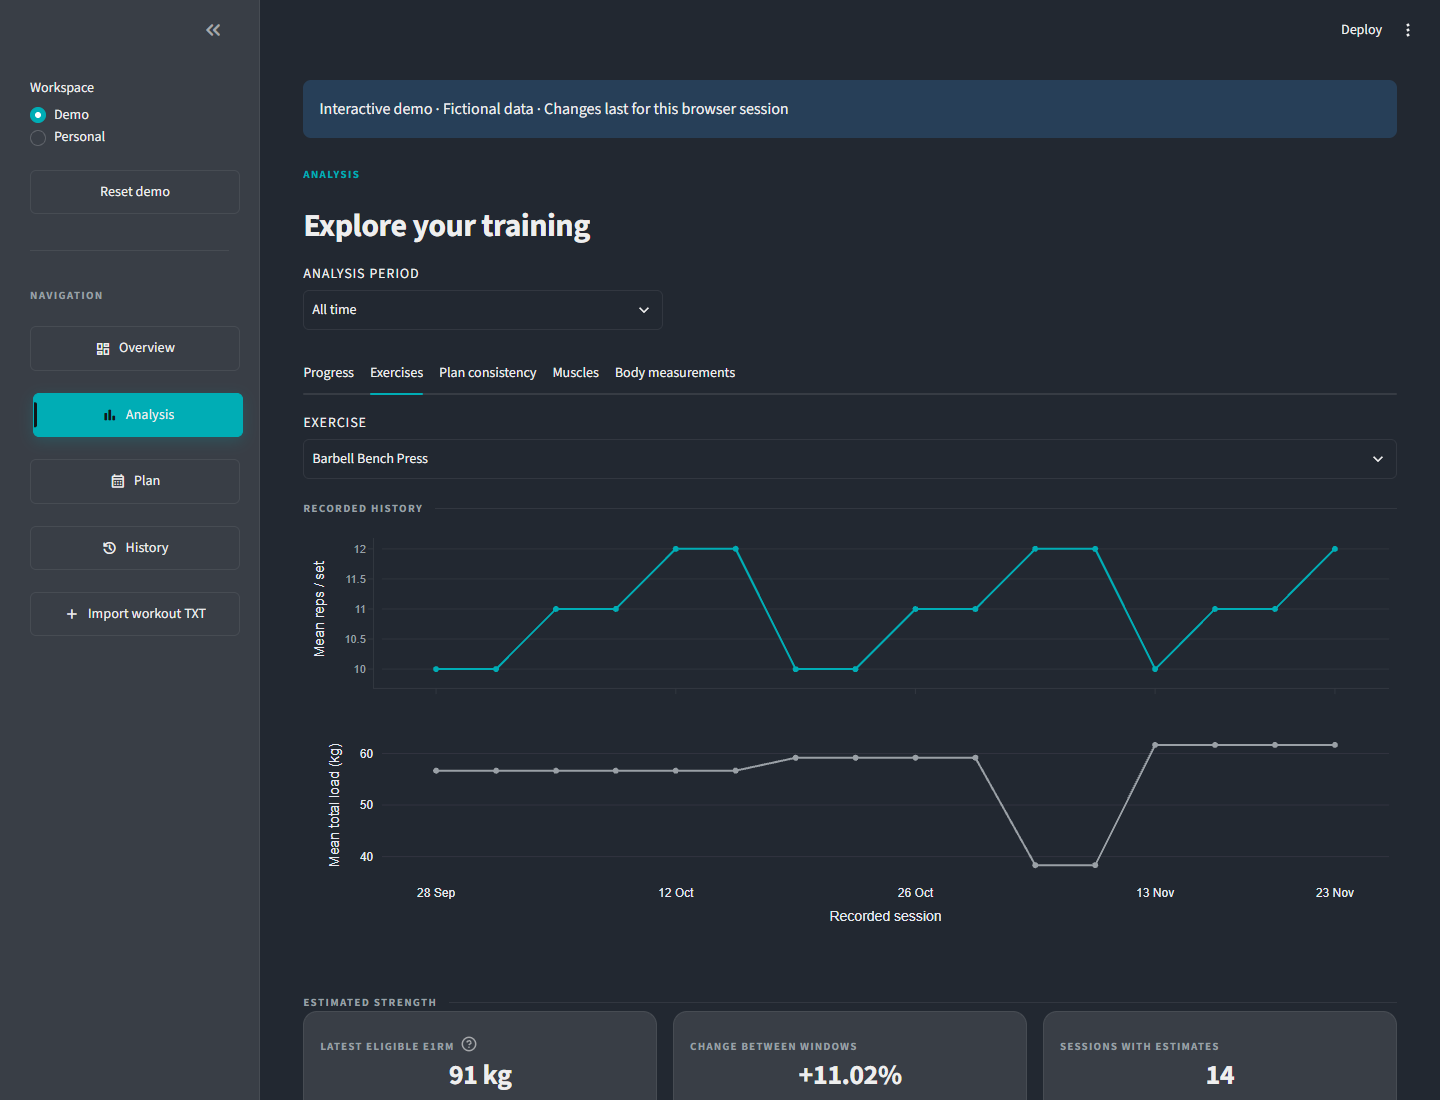 Deploy
Workspace
Demo
Personal
Reset demo
NAVIGATION
Overview
Analysis
Plan
History
Import workout TXT
Interactive demo · Fictional data · Changes last for this browser session
ANALYSIS
Explore your training
ANALYSIS PERIOD
All time
Progress Exercises Plan consistency Muscles Body measurements
EXERCISE
Barbell Bench Press
RECORDED HISTORY
Mean reps / set
12
11.5
11
10.5
10
Mean total load (kg)
60
50
40
28 Sep 12 Oct 26 Oct 13 Nov 23 Nov
Recorded session
ESTIMATED STRENGTH
LATEST ELIGIBLE E1RM
91 kg
CHANGE BETWEEN WINDOWS
+11.02%
SESSIONS WITH ESTIMATES
14